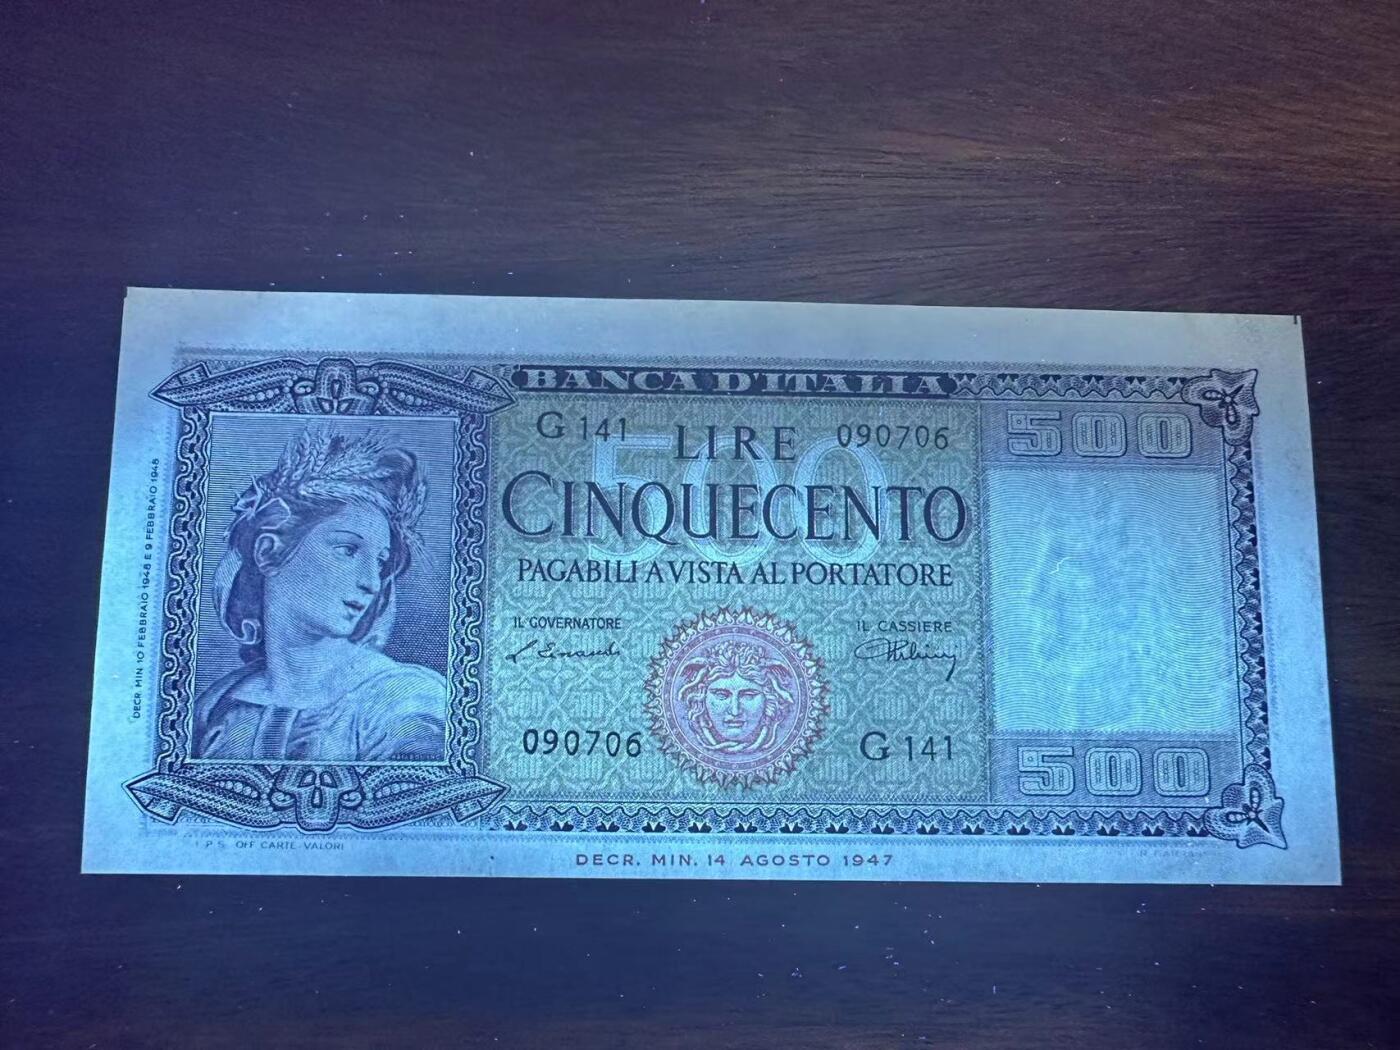 BANCA D'ITALIA
500
G 141
LIRE
090706
500
CINQUECENTO
PAGABILI A VISTA AL PORTATORE
IL GOVERNATORE
IL CASSIERE
090706
G 141
500
DECR. MIN. 10 FEBBRAIO 1948 E 9 FEBBRAIO 1948
I.P.S. OFF. CARTE-VALORI
DECR. MIN. 14 AGOSTO 1947